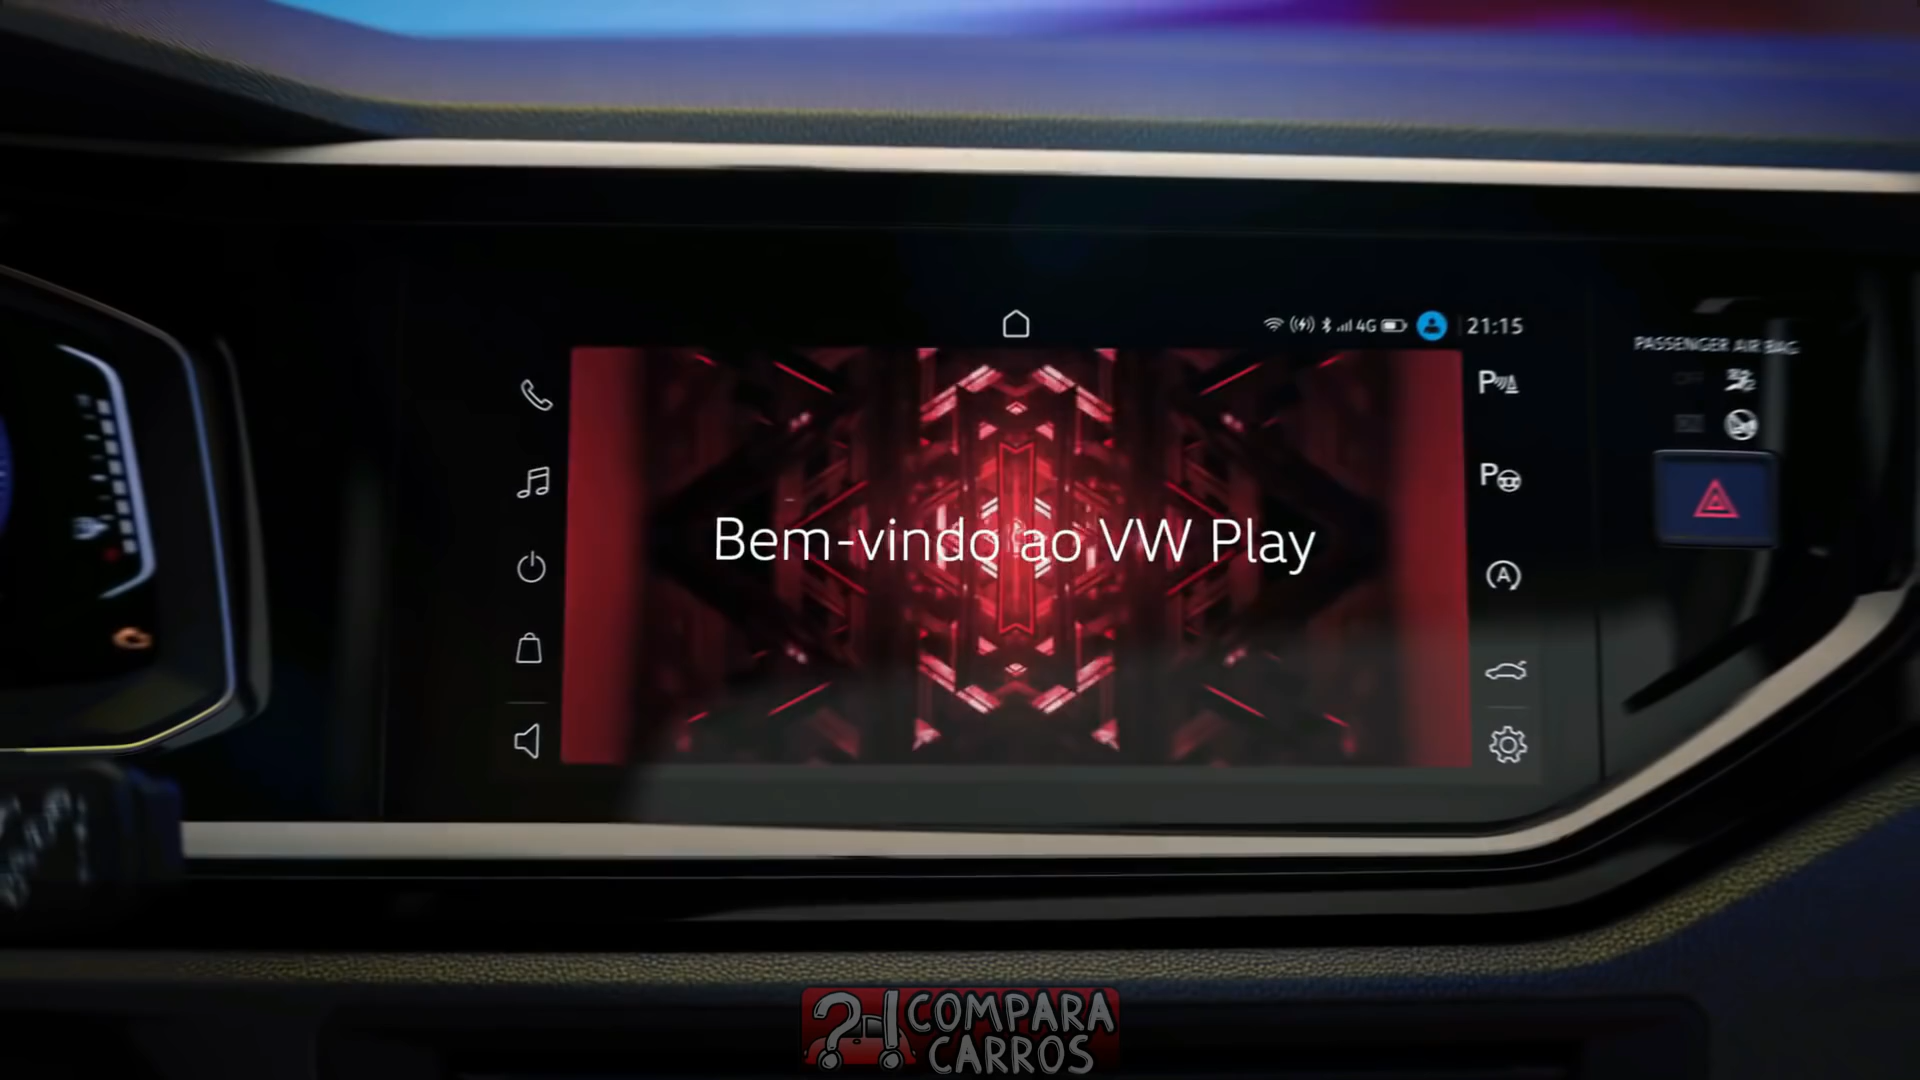 4G
21:15
PASSENGER AIR BAG
P
P
A
Bem-vindo ao VW Play
COMPARA
CARROS